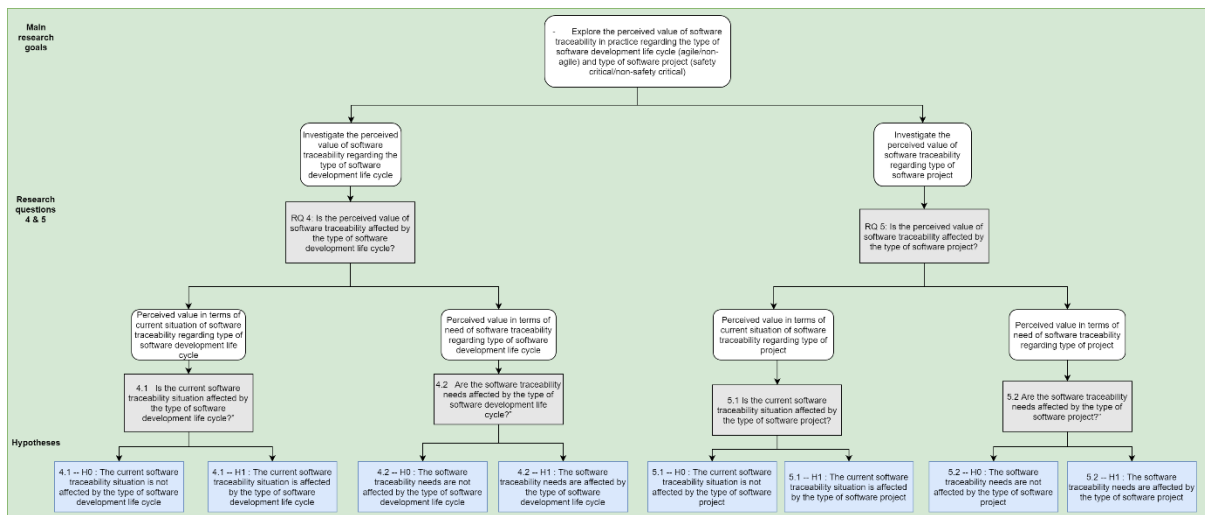 Main
research
goals
- Explore the perceived value of software
traceability in practice regarding the type of
software development life cycle (agile/non-
agile) and type of software project (safety
critical/non-safety critical)
Investigate the perceived
value of software
traceability regarding the
type of software
development life cycle
Investigate the
perceived value of
software traceability
regarding type of
software project
Research
questions
4 & 5
RQ 4: Is the perceived value of
software traceability affected by
the type of software
development life cycle?
RQ 5: Is the perceived value of
software traceability affected by
the type of software project?
Perceived value in terms of
current situation of software
traceability regarding type of
software development life
cycle
Perceived value in terms of
need of software traceability
regarding type of software
development life cycle
Perceived value in terms of
current situation of software
traceability regarding type of
project
Perceived value in terms of
need of software traceability
regarding type of project
4.1 Is the current software
traceability situation affected by
the type of software
development life cycle?"
4.2 Are the software traceability
needs affected by the type of
software development life
cycle?"
5.1 Is the current software
traceability situation affected by
the type of software project?
5.2 Are the software traceability
needs affected by the type of
software project?"
Hypotheses
4.1 -- H0 : The current software
traceability situation is not
affected by the type of software
development life cycle
4.1 -- H1 : The current software
traceability situation is affected
by the type of software
development life cycle
4.2 -- H0 : The software
traceability needs are not
affected by the type of software
development life cycle
4.2 -- H1 : The software
traceability needs are affected by
the type of software
development life cycle
5.1 -- H0 : The current software
traceability situation is not
affected by the type of software
project
5.1 -- H1 : The current software
traceability situation is affected
by the type of software project
5.2 -- H0 : The software
traceability needs are not
affected by the type of software
project
5.2 -- H1 : The software
traceability needs are affected by
the type of software project